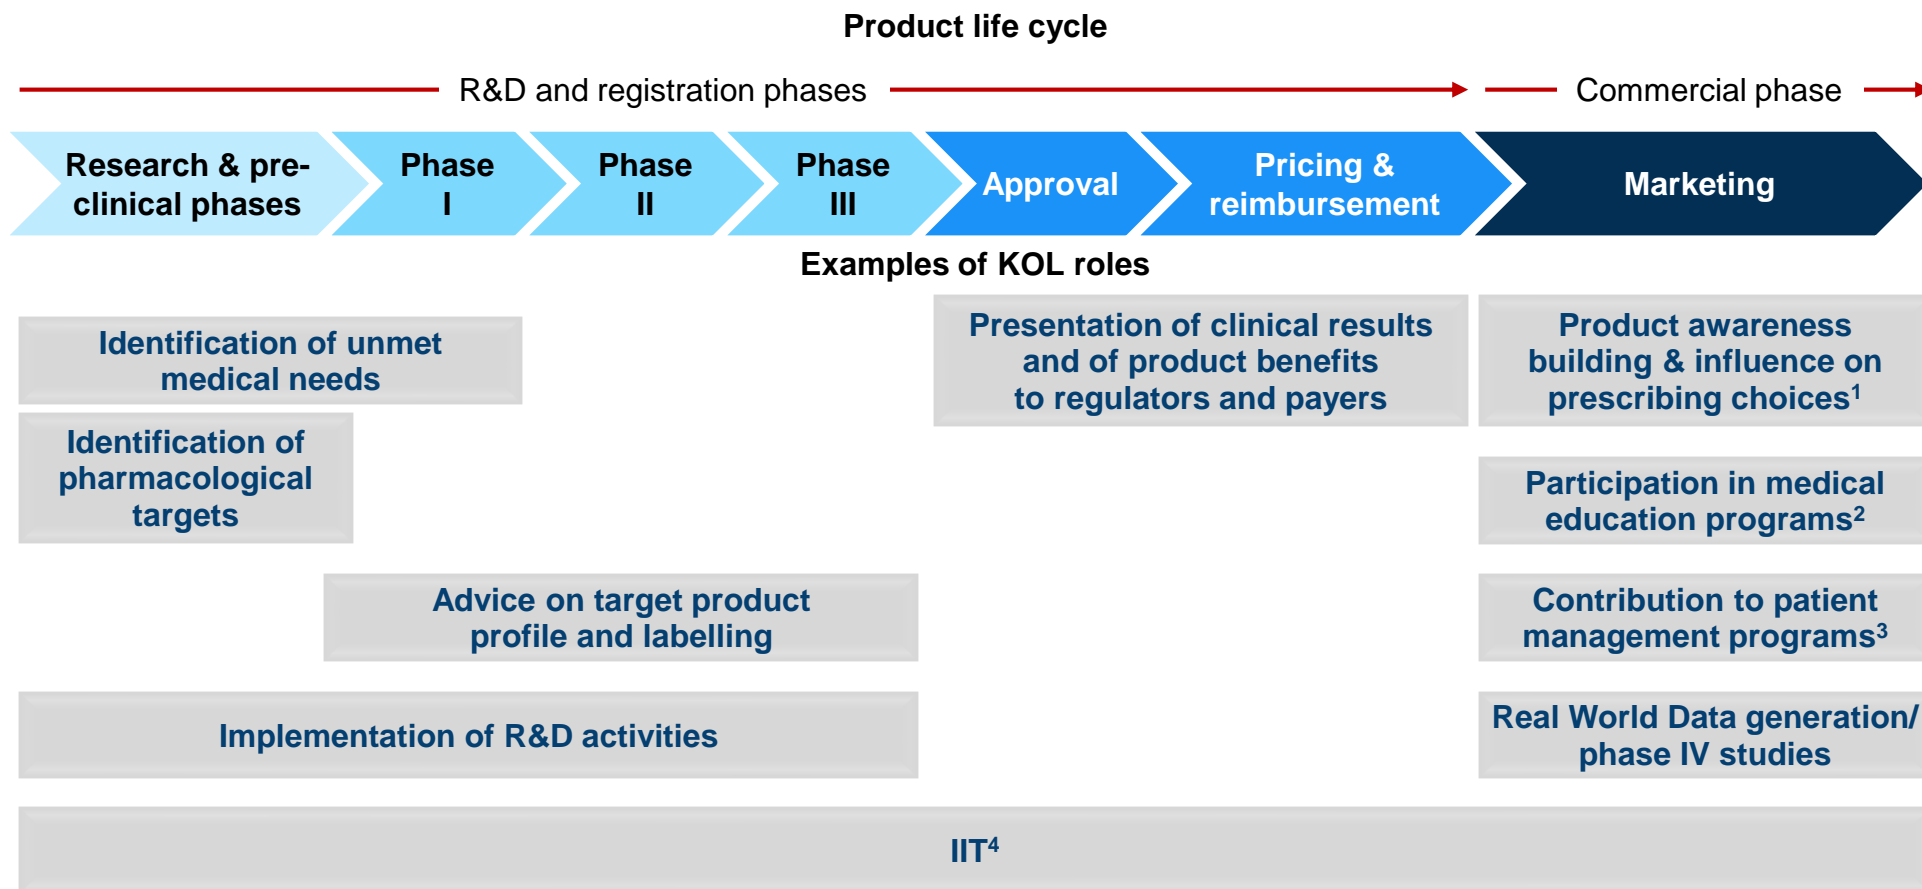 Product life cycle
R&D and registration phases
Commercial phase
Research & pre-
clinical phases
Phase
I
Phase
II
Phase
III
Approval
Pricing &
reimbursement
Marketing
Examples of KOL roles
Identification of unmet
medical needs
Presentation of clinical results
and of product benefits
to regulators and payers
Product awareness
building & influence on
prescribing choices¹
Identification of
pharmacological
targets
Participation in medical
education programs²
Advice on target product
profile and labelling
Contribution to patient
management programs³
Implementation of R&D activities
Real World Data generation/
phase IV studies
IIT⁴